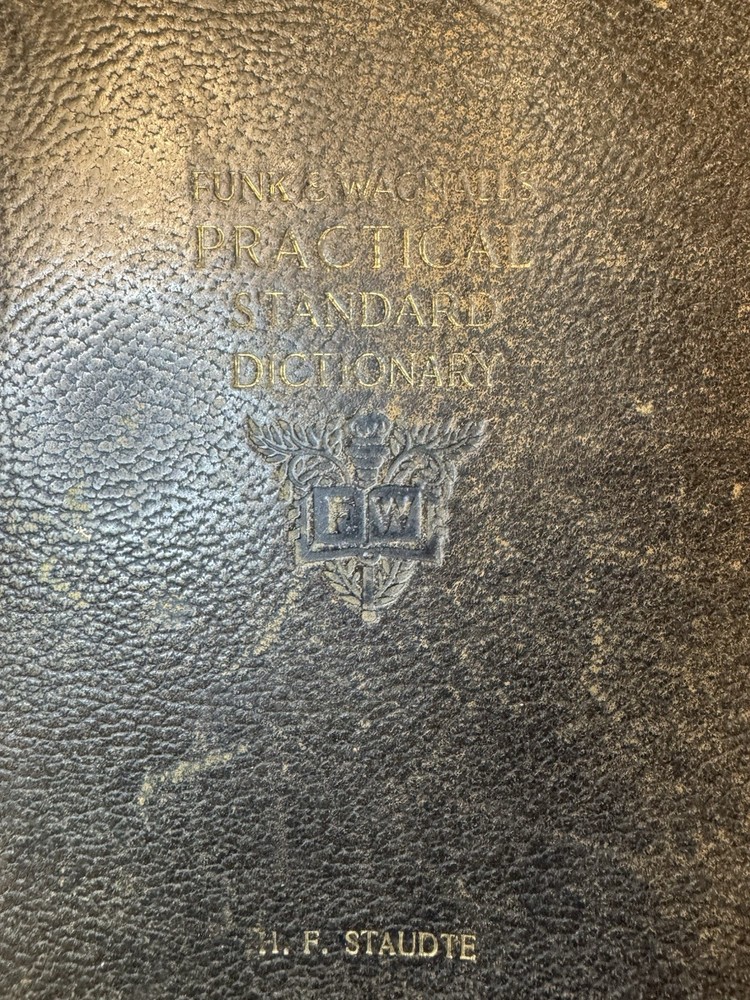 FUNK & WAGNALLS
PRACTICAL
STANDARD
DICTIONARY
F W
H. F. STAUDTE